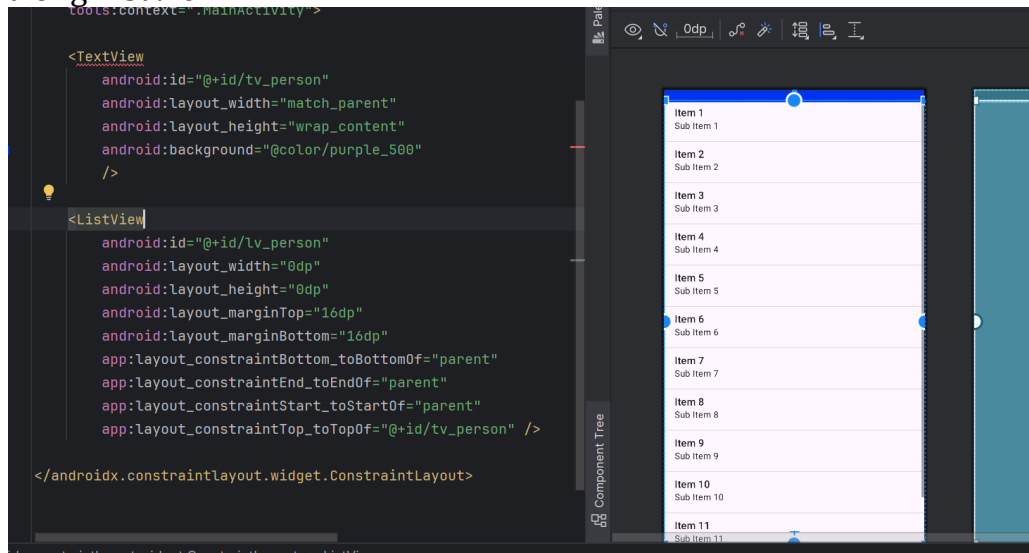 tools:context=".MainActivity">
<TextView
android:id="@+id/tv_person"
android:layout_width="match_parent"
android:layout_height="wrap_content"
android:background="@color/purple_500"
/>
<ListView
android:id="@+id/lv_person"
android:layout_width="0dp"
android:layout_height="0dp"
android:layout_marginTop="16dp"
android:layout_marginBottom="16dp"
app:layout_constraintBottom_toBottomOf="parent"
app:layout_constraintEnd_toEndOf="parent"
app:layout_constraintStart_toStartOf="parent"
app:layout_constraintTop_toTopOf="@+id/tv_person" />
</androidx.constraintlayout.widget.ConstraintLayout>
Pale
Component Tree
0dp
Item 1
Sub Item 1
Item 2
Sub Item 2
Item 3
Sub Item 3
Item 4
Sub Item 4
Item 5
Sub Item 5
Item 6
Sub Item 6
Item 7
Sub Item 7
Item 8
Sub Item 8
Item 9
Sub Item 9
Item 10
Sub Item 10
Item 11
Sub Item 11